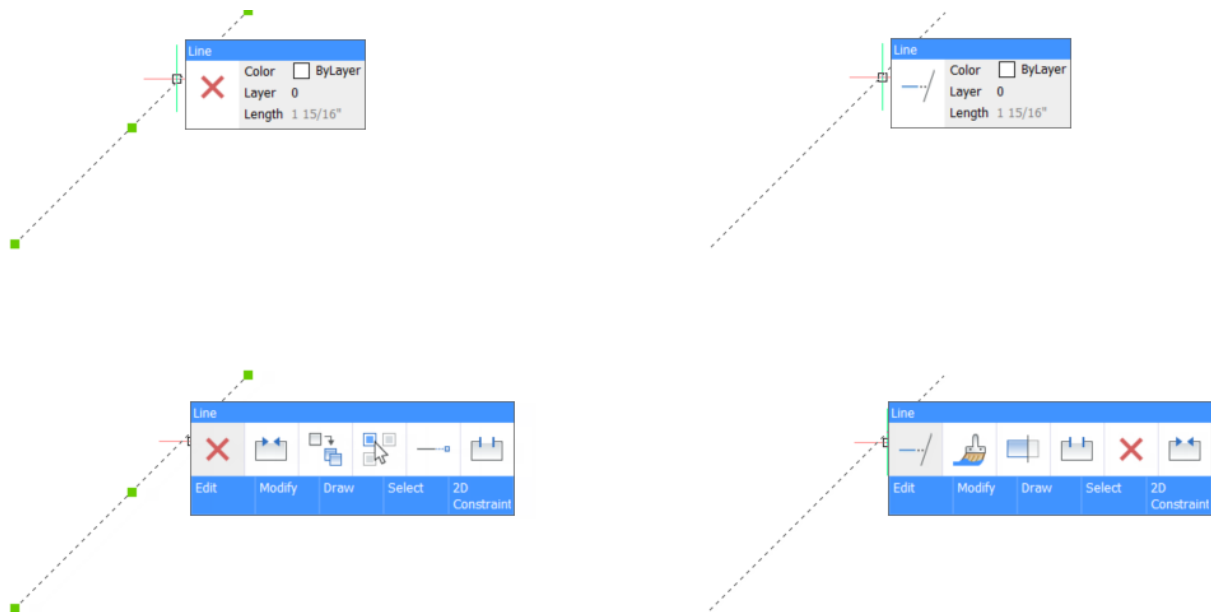 Line
Color ByLayer
Layer 0
Length 1 15/16"
Line
Color ByLayer
Layer 0
Length 1 15/16"
Line
Edit Modify Draw Select 2D Constraint
Line
Edit Modify Draw Select 2D Constraint